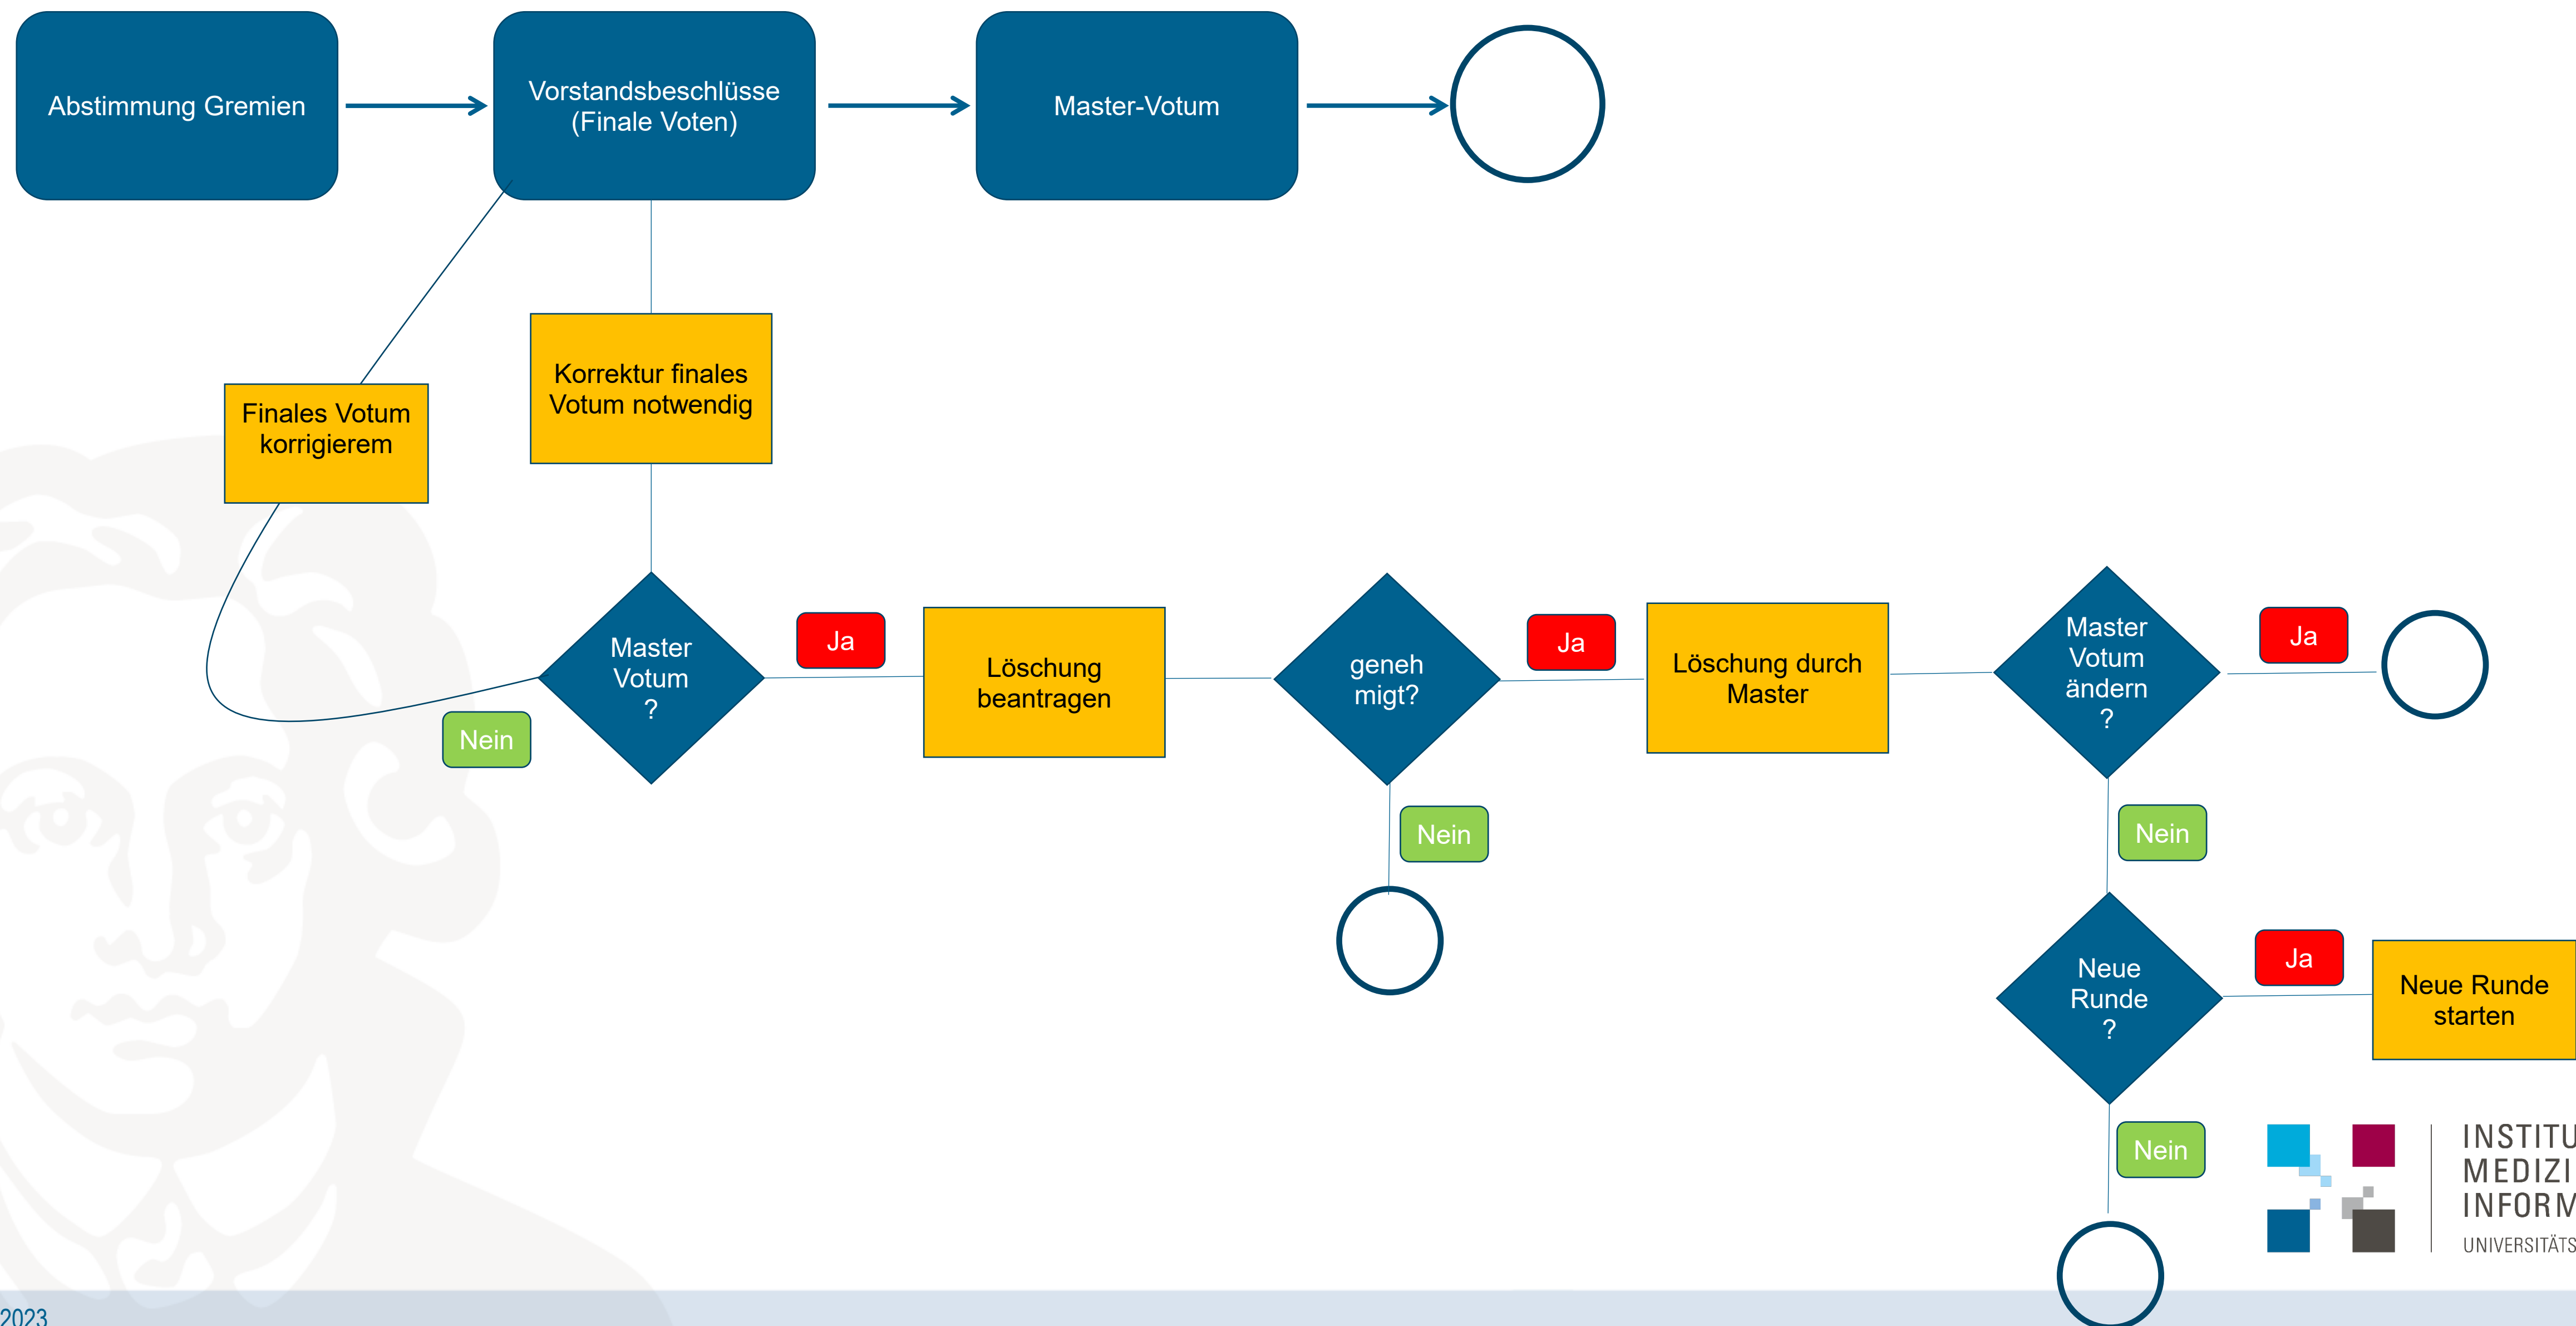 Abstimmung Gremien
Vorstandsbeschlüsse
(Finale Voten)
Master-Votum
Finales Votum
korrigierem
Korrektur finales
Votum notwendig
Master
Votum
?
Nein
Ja
Löschung
beantragen
geneh
migt?
Nein
Ja
Löschung durch
Master
Master
Votum
ändern
?
Ja
Nein
Neue
Runde
?
Ja
Neue Runde
starten
Nein
INSTITU
MEDIZI
INFORM
UNIVERSITÄTS
2023